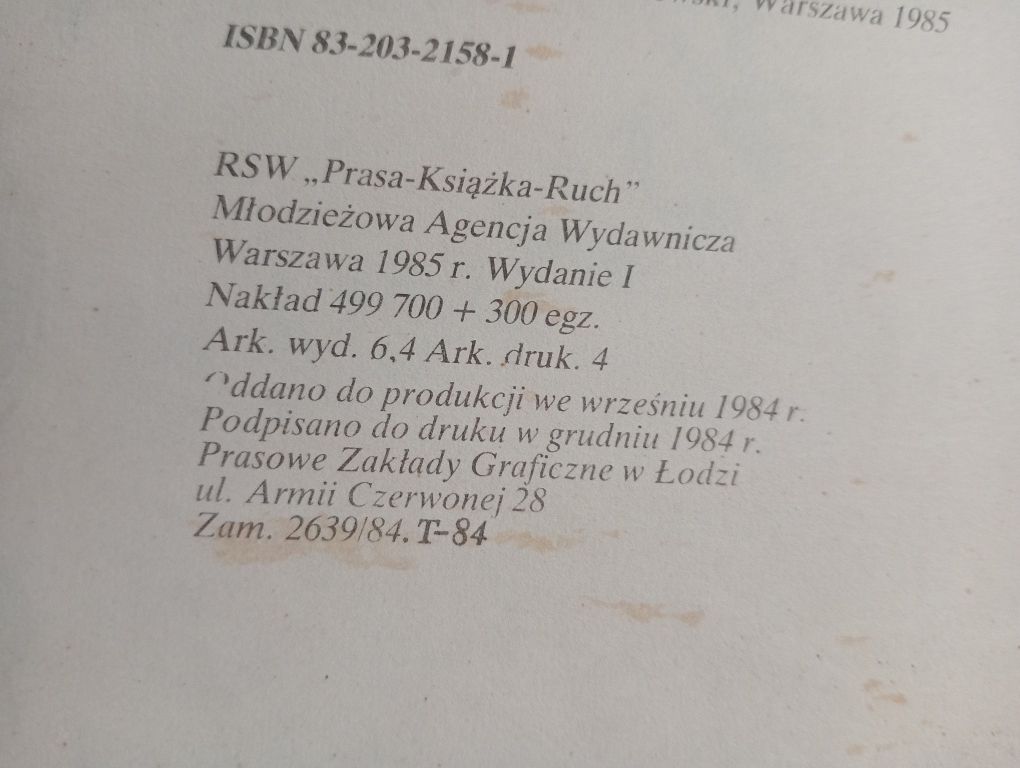 Warszawa 1985
ISBN 83-203-2158-1
RSW „Prasa-Książka-Ruch”
Młodzieżowa Agencja Wydawnicza
Warszawa 1985 r. Wydanie I
Nakład 499 700 + 300 egz.
Ark. wyd. 6,4 Ark. druk. 4
Oddano do produkcji we wrześniu 1984 r.
Podpisano do druku w grudniu 1984 r.
Prasowe Zakłady Graficzne w Łodzi
ul. Armii Czerwonej 28
Zam. 2639/84. T-84